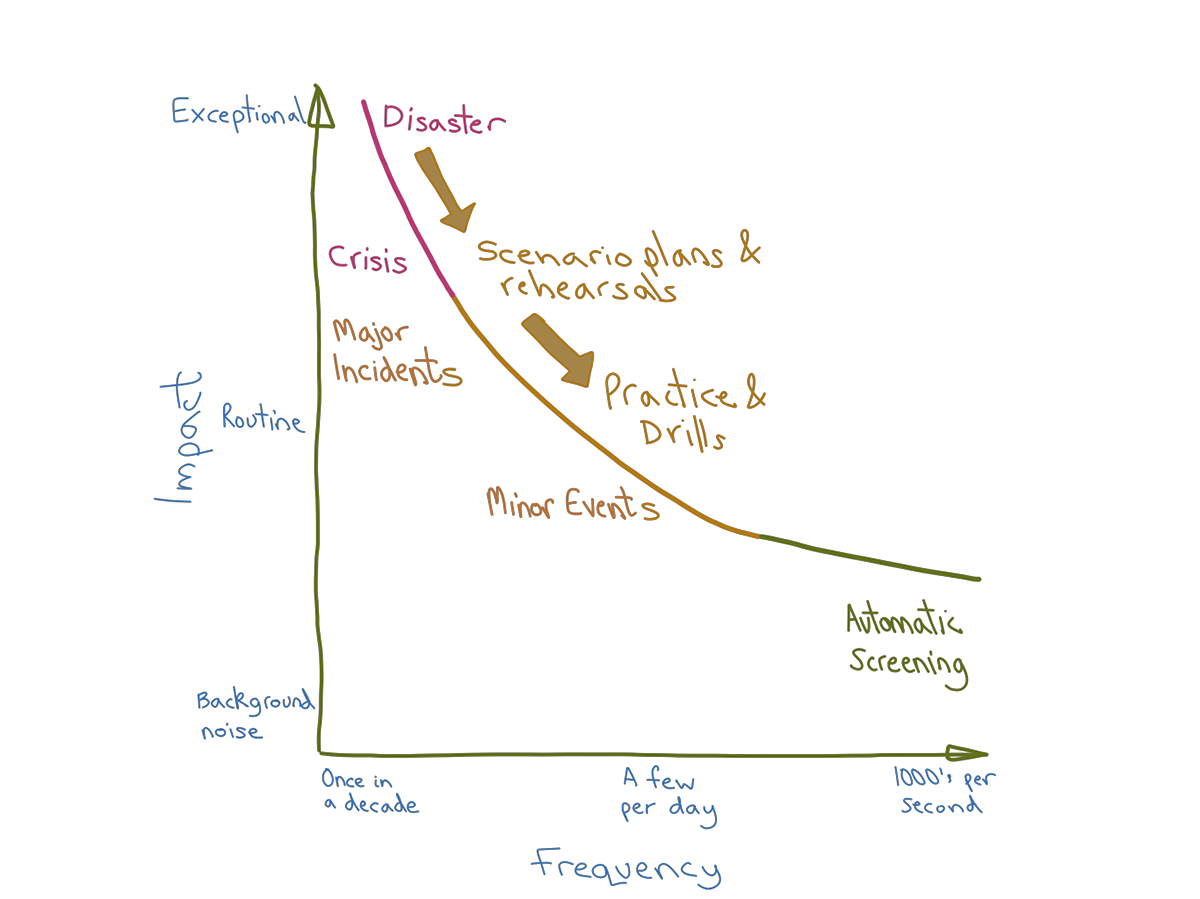 Exceptional
Disaster
Crisis
Scenario plans &
rehearsals
Major
Incidents
Practice &
Drills
Impact
Routine
Minor Events
Automatic
Screening
Background
noise
Once in
a decade
A few
per day
1000's per
second
Frequency